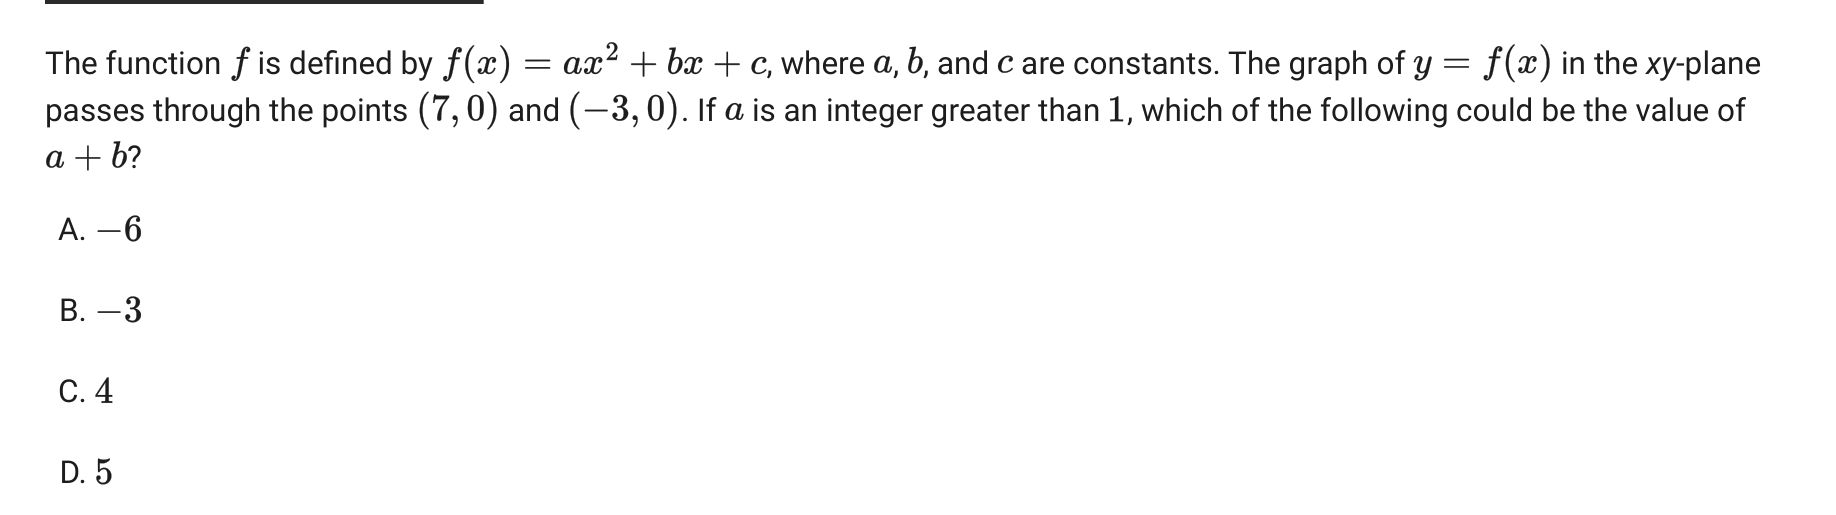 The function f is defined by f(x) = ax² + bx + c, where a, b, and c are constants. The graph of y = f(x) in the xy-plane
passes through the points (7, 0) and (−3, 0). If a is an integer greater than 1, which of the following could be the value of
a + b?
A. −6
B. −3
C. 4
D. 5